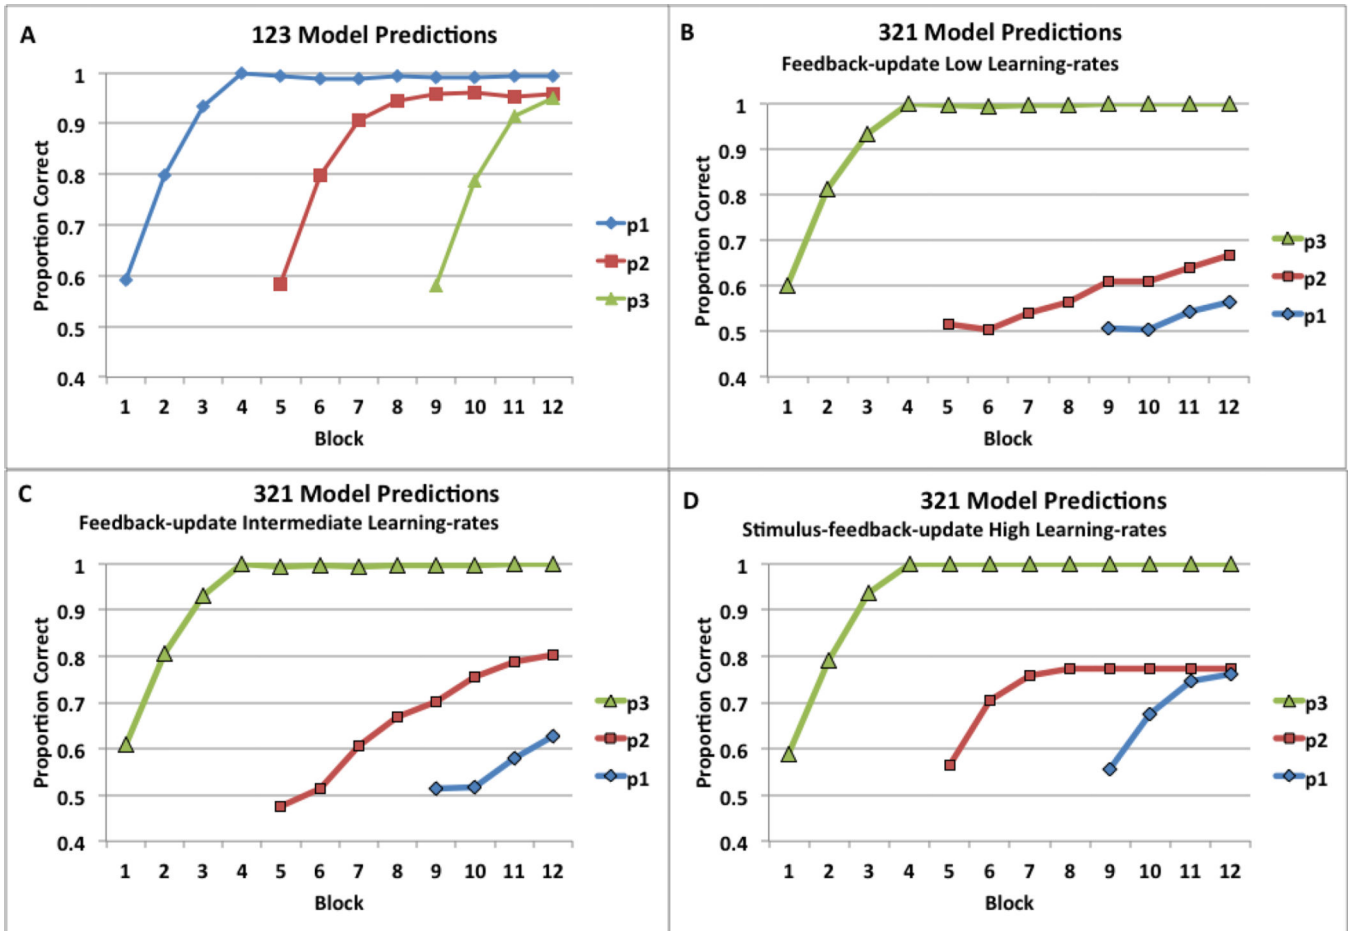 A
123 Model Predictions
Proportion Correct
1
0.9
0.8
0.7
0.6
0.5
0.4
1 2 3 4 5 6 7 8 9 10 11 12
Block
p1
p2
p3
B
321 Model Predictions
Feedback-update Low Learning-rates
Proportion Correct
1
0.9
0.8
0.7
0.6
0.5
0.4
1 2 3 4 5 6 7 8 9 10 11 12
Block
p3
p2
p1
C
321 Model Predictions
Feedback-update Intermediate Learning-rates
Proportion Correct
1
0.9
0.8
0.7
0.6
0.5
0.4
1 2 3 4 5 6 7 8 9 10 11 12
Block
p3
p2
p1
D
321 Model Predictions
Stimulus-feedback-update High Learning-rates
Proportion Correct
1
0.9
0.8
0.7
0.6
0.5
0.4
1 2 3 4 5 6 7 8 9 10 11 12
Block
p3
p2
p1